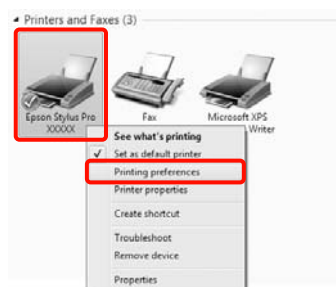 Printers and Faxes (3)
Epson Stylus Pro
XXXXX
Fax
Microsoft XPS
Writer
See what's printing
Set as default printer
Printing preferences
Printer properties
Create shortcut
Troubleshoot
Remove device
Properties